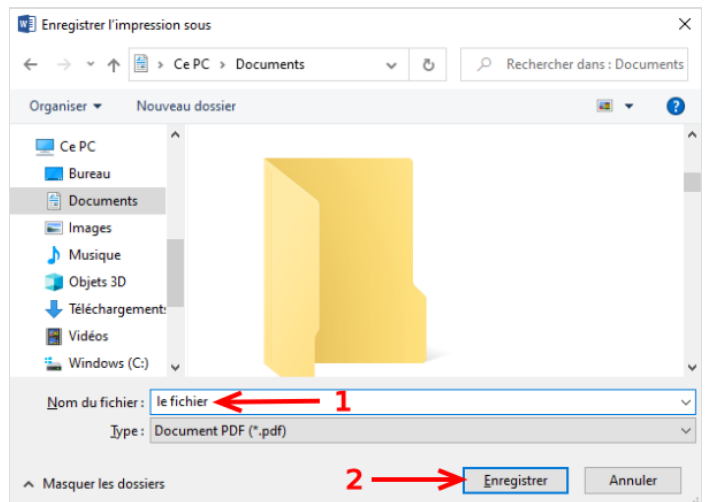 Enregistrer l'impression sous
Ce PC > Documents
Rechercher dans : Documents
Organiser
Nouveau dossier
Ce PC
Bureau
Documents
Images
Musique
Objets 3D
Téléchargement:
Vidéos
Windows (C:)
Nom du fichier : le fichier 1
Type : Document PDF (*.pdf)
Masquer les dossiers
2 Enregistrer Annuler